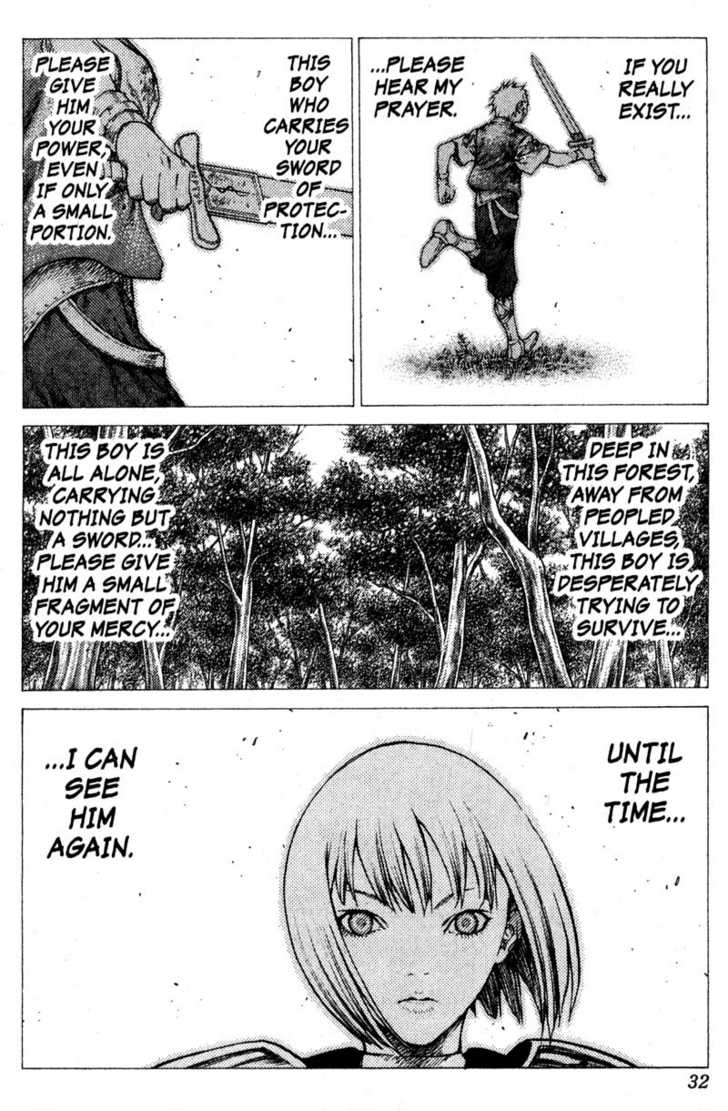 IF YOU
REALLY
EXIST...
...PLEASE
HEAR MY
PRAYER.
THIS
BOY
WHO
CARRIES
YOUR
SWORD
OF
PROTEC-
TION...
PLEASE
GIVE
HIM
YOUR
POWER,
EVEN
IF ONLY
A SMALL
PORTION.
DEEP IN
THIS FOREST,
AWAY FROM
PEOPLED
VILLAGES,
THIS BOY IS
DESPERATELY
TRYING TO
SURVIVE...
THIS BOY IS
ALL ALONE,
CARRYING
NOTHING BUT
A SWORD...
PLEASE GIVE
HIM A SMALL
FRAGMENT OF
YOUR MERCY...
UNTIL
THE
TIME...
...I CAN
SEE
HIM
AGAIN.
32